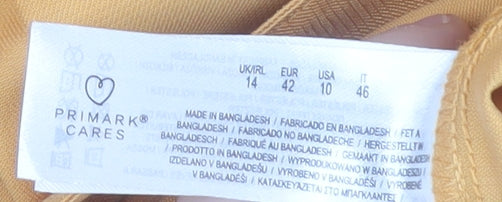 PRIMARK®
CARES
UK/IRL EUR USA IT
14 42 10 46
MADE IN BANGLADESH / FABRICADO EN BANGLADESH / FET A
BANGLADESH / FABRICADO NO BANGLADECHE / HERGESTELLT IN
BANGLADESCH / FABRIQUÉ AU BANGLADESH / GEMAAKT IN BANGLADESH
/ PRODOTTO IN BANGLADESH / WYPRODUKOWANO W BANGLADESZU /
IZDELANO V BANGLADEŠU / VYROBENO V BANGLADÉŠI / VYROBENÉ
V BANGLADÉŠI / ΚΑΤΑΣΚΕΥΑΖΕΤΑΙ ΣΤΟ ΜΠΑΓΚΛΑΝΤΕΣ